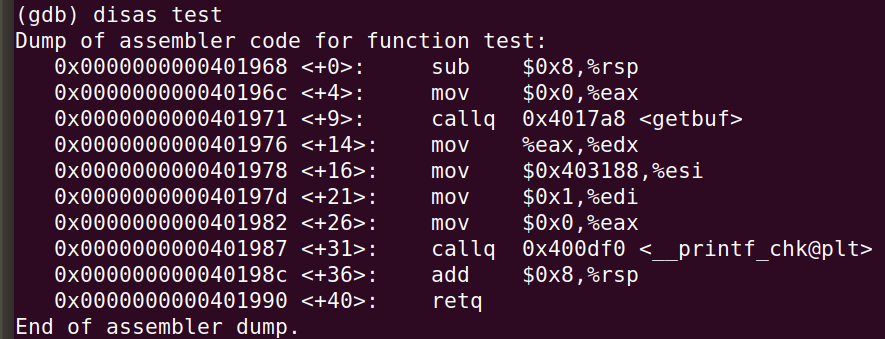 (gdb) disas test
Dump of assembler code for function test:
   0x0000000000401968 <+0>:     sub    $0x8,%rsp
   0x000000000040196c <+4>:     mov    $0x0,%eax
   0x0000000000401971 <+9>:     callq  0x4017a8 <getbuf>
   0x0000000000401976 <+14>:    mov    %eax,%edx
   0x0000000000401978 <+16>:    mov    $0x403188,%esi
   0x000000000040197d <+21>:    mov    $0x1,%edi
   0x0000000000401982 <+26>:    mov    $0x0,%eax
   0x0000000000401987 <+31>:    callq  0x400df0 <__printf_chk@plt>
   0x000000000040198c <+36>:    add    $0x8,%rsp
   0x0000000000401990 <+40>:    retq
End of assembler dump.